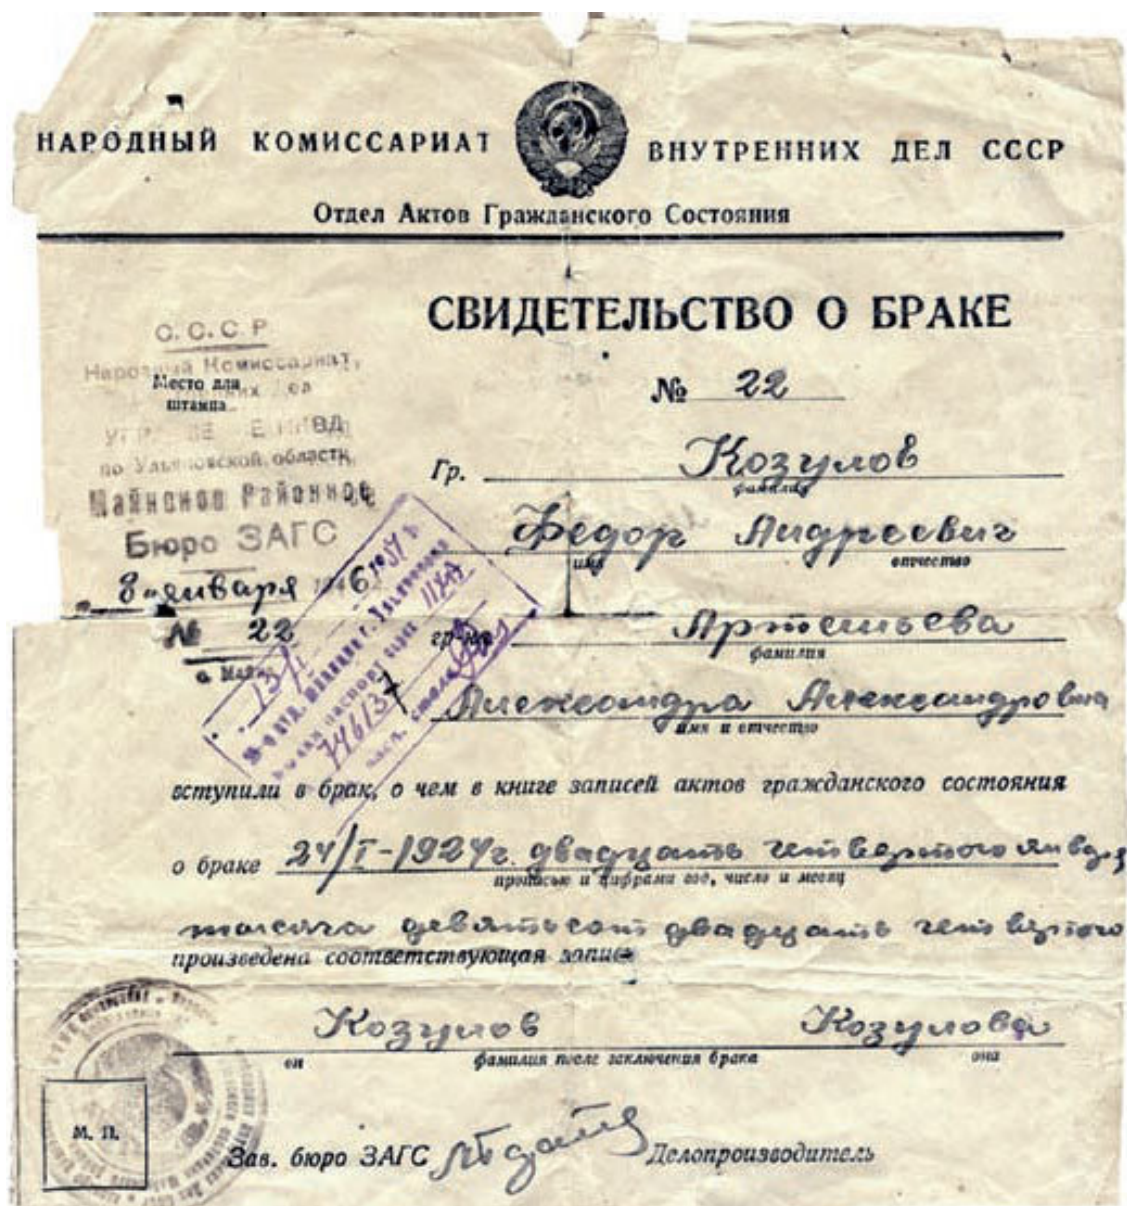 НАРОДНЫЙ КОМИССАРИАТ ВНУТРЕННИХ ДЕЛ СССР
Отдел Актов Гражданского Состояния
СВИДЕТЕЛЬСТВО О БРАКЕ
С. С. С. Р
Народный Комиссариат,
Место для
штампа
№ 22
по Ульяновской области
Майнское Районное
Бюро ЗАГС
8 января 1946
№ 22
Гр. Козулов
фамилия
Федор Андреевич
имя отчество
гр-ка Артемьева
фамилия
Александра Александровна
имя и отчество
746137
вступили в брак, о чем в книге записей актов гражданского состояния
о браке 24/I-1924г. двадцать четвертого января
прописью и цифрами год, число и месяц
тысяча девятьсот двадцать четвертого
произведена соответствующая запись
Козулов Козулова
он фамилия после заключения брака она
М. П.
Зав. бюро ЗАГС Делопроизводитель